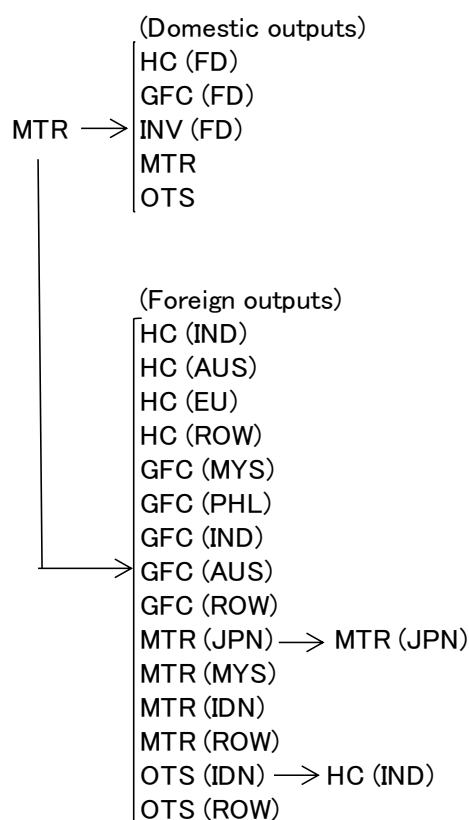 (Domestic outputs)
HC (FD)
GFC (FD)
MTR → INV (FD)
MTR
OTS
(Foreign outputs)
HC (IND)
HC (AUS)
HC (EU)
HC (ROW)
GFC (MYS)
GFC (PHL)
GFC (IND)
GFC (AUS)
GFC (ROW)
MTR (JPN) → MTR (JPN)
MTR (MYS)
MTR (IDN)
MTR (ROW)
OTS (IDN) → HC (IND)
OTS (ROW)